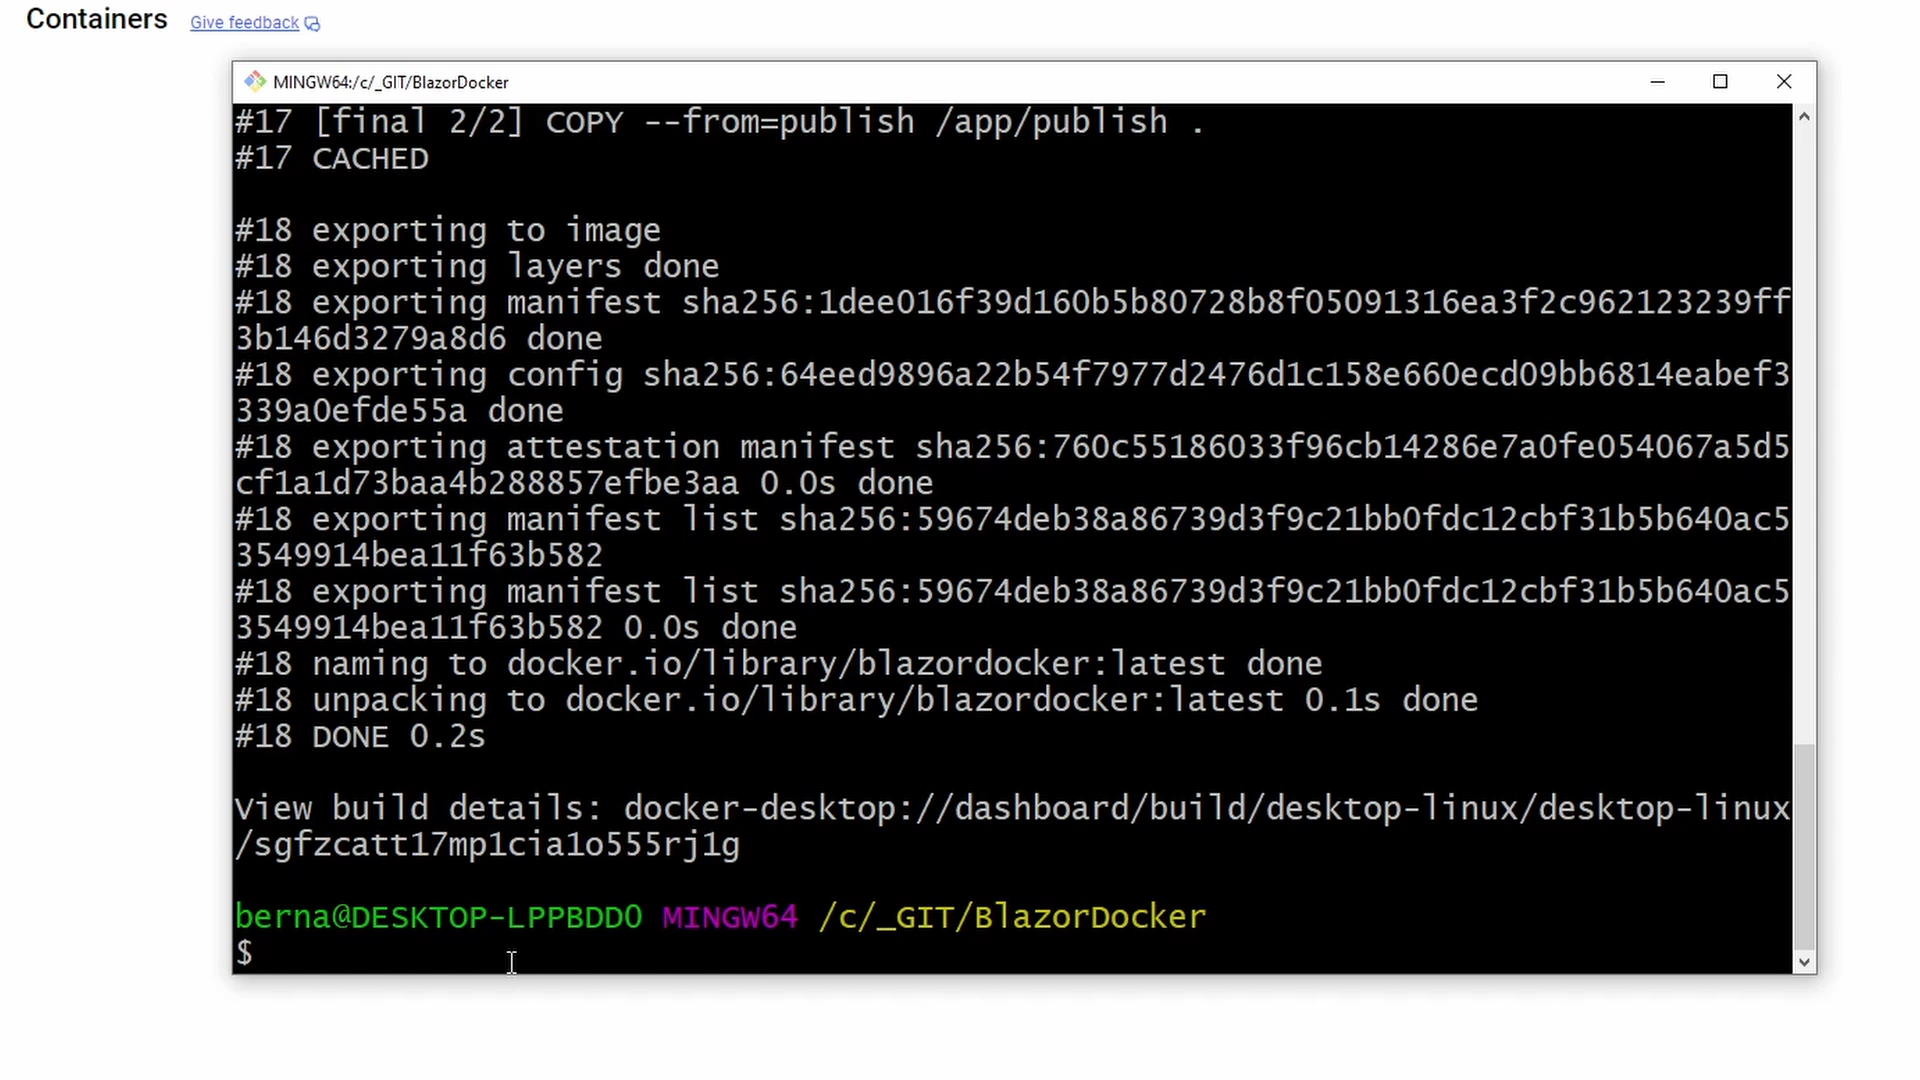 Containers Give feedback
MINGW64:/c/_GIT/BlazorDocker
#17 [final 2/2] COPY --from=publish /app/publish .
#17 CACHED
#18 exporting to image
#18 exporting layers done
#18 exporting manifest sha256:1dee016f39d160b5b80728b8f05091316ea3f2c962123239ff
3b146d3279a8d6 done
#18 exporting config sha256:64eed9896a22b54f7977d2476d1c158e660ecd09bb6814eabef3
339a0efde55a done
#18 exporting attestation manifest sha256:760c55186033f96cb14286e7a0fe054067a5d5
cf1a1d73baa4b288857efbe3aa 0.0s done
#18 exporting manifest list sha256:59674deb38a86739d3f9c21bb0fdc12cbf31b5b640ac5
3549914bea11f63b582
#18 exporting manifest list sha256:59674deb38a86739d3f9c21bb0fdc12cbf31b5b640ac5
3549914bea11f63b582 0.0s done
#18 naming to docker.io/library/blazordocker:latest done
#18 unpacking to docker.io/library/blazordocker:latest 0.1s done
#18 DONE 0.2s
View build details: docker-desktop://dashboard/build/desktop-linux/desktop-linux
/sgfzcatt17mp1cia1o555rj1g
berna@DESKTOP-LPPBDD0 MINGW64 /c/_GIT/BlazorDocker
$